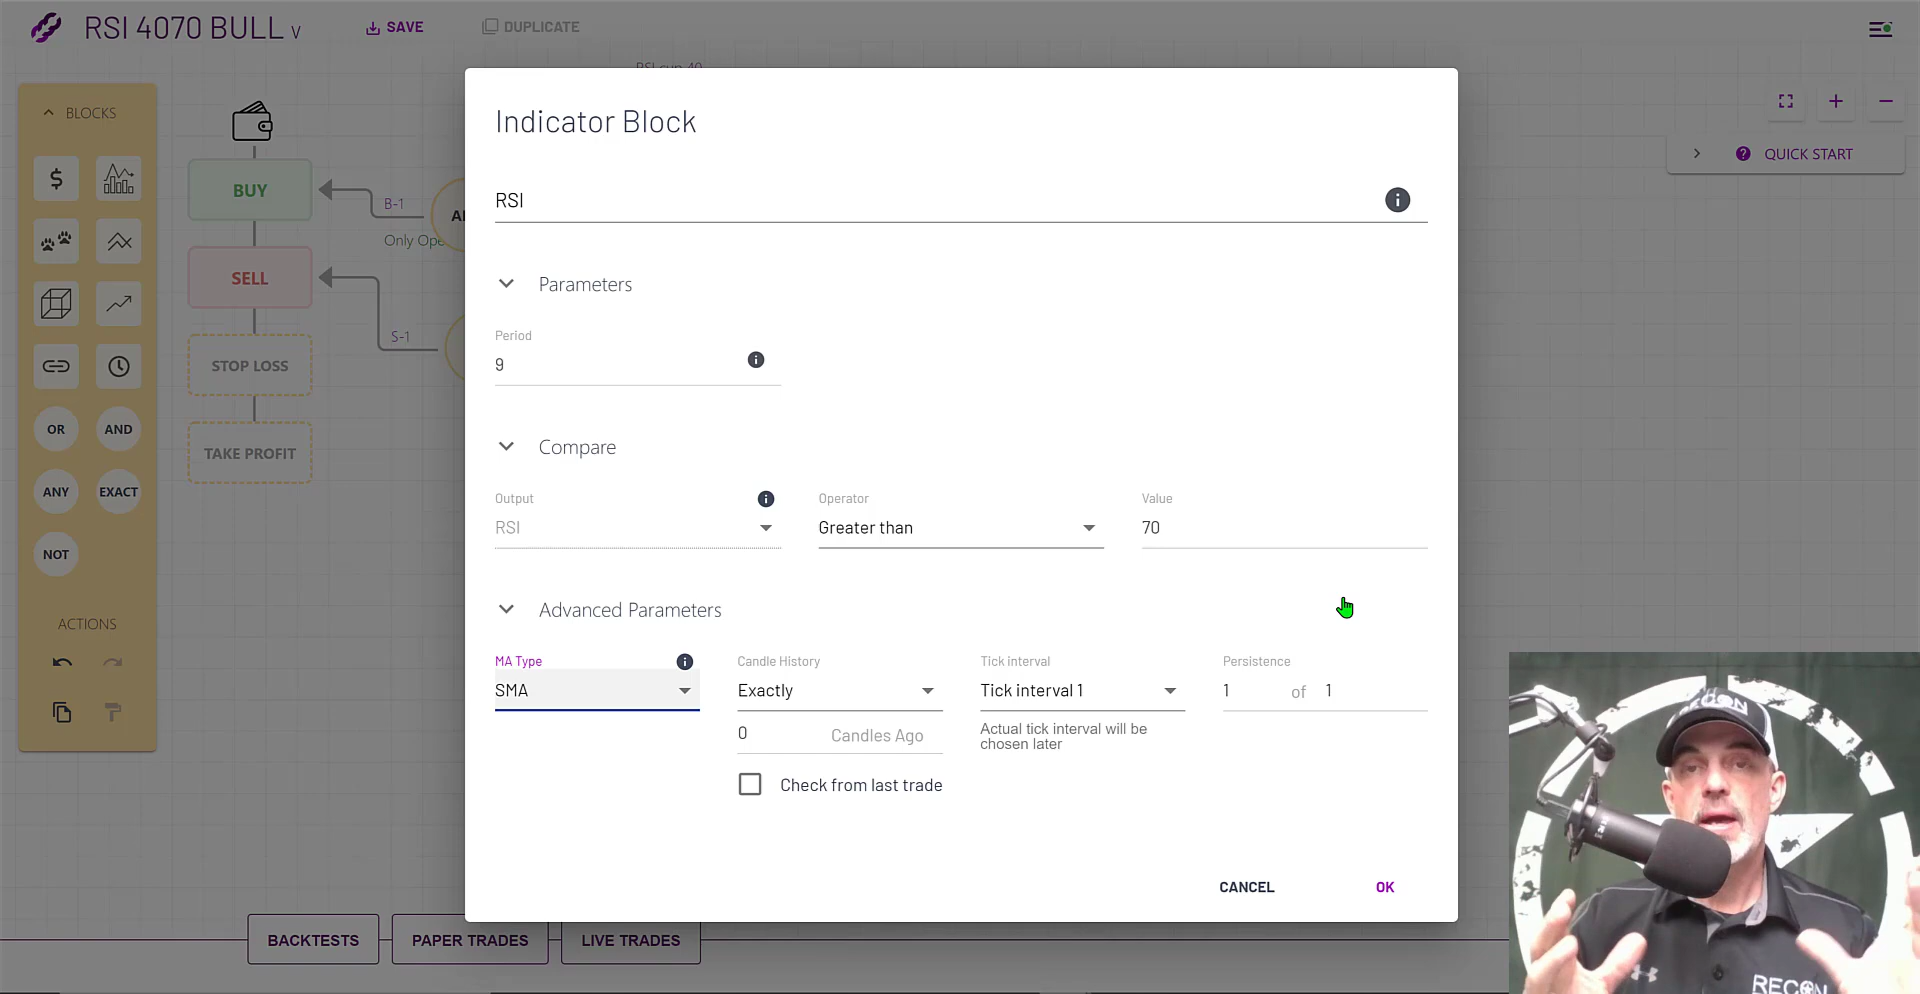 RSI 4070 BULL v
SAVE
DUPLICATE
RSI cup 40
BLOCKS
$
OR
AND
ANY
EXACT
NOT
ACTIONS
BUY
SELL
STOP LOSS
TAKE PROFIT
B-1
Only Ope
S-1
QUICK START
Indicator Block
RSI
Parameters
Period
9
Compare
Output
Operator
Value
RSI
Greater than
70
Advanced Parameters
MA Type
Candle History
Tick interval
Persistence
SMA
Exactly
Tick interval 1
1 of 1
0 Candles Ago
Actual tick interval will be
chosen later
Check from last trade
CANCEL
OK
BACKTESTS
PAPER TRADES
LIVE TRADES
RECON
RECON